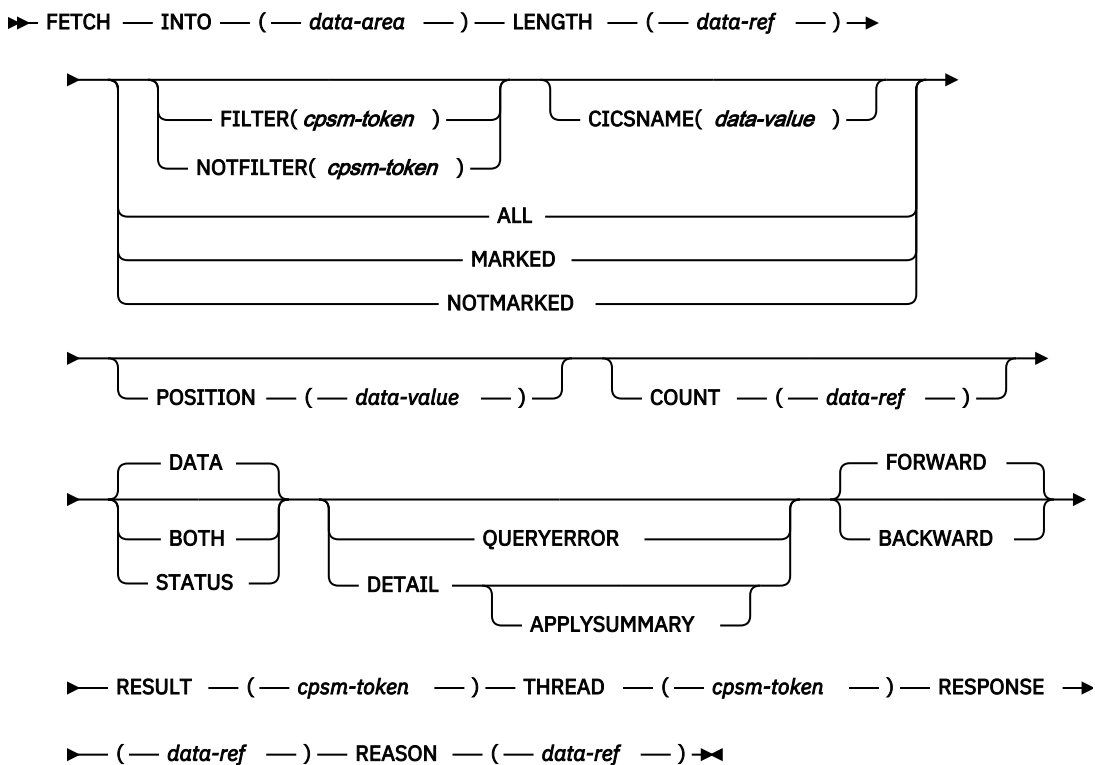 FETCH INTO ( data-area ) LENGTH ( data-ref )
FILTER( cpsm-token ) CICSNAME( data-value )
NOTFILTER( cpsm-token )
ALL
MARKED
NOTMARKED
POSITION ( data-value ) COUNT ( data-ref )
DATA FORWARD
BOTH QUERYERROR BACKWARD
STATUS DETAIL
APPLYSUMMARY
RESULT ( cpsm-token ) THREAD ( cpsm-token ) RESPONSE
( data-ref ) REASON ( data-ref )